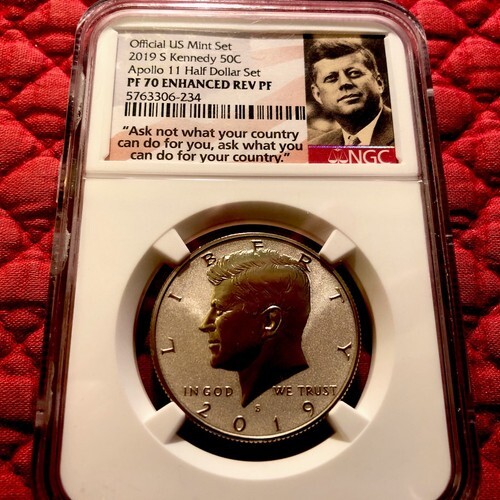 Official US Mint Set
2019 S Kennedy 50C
Apollo 11 Half Dollar Set
PF 70 ENHANCED REV PF
5763306-234
"Ask not what your country
can do for you, ask what you
can do for your country."
NGC
LIBERTY
IN GOD WE TRUST
S
2019